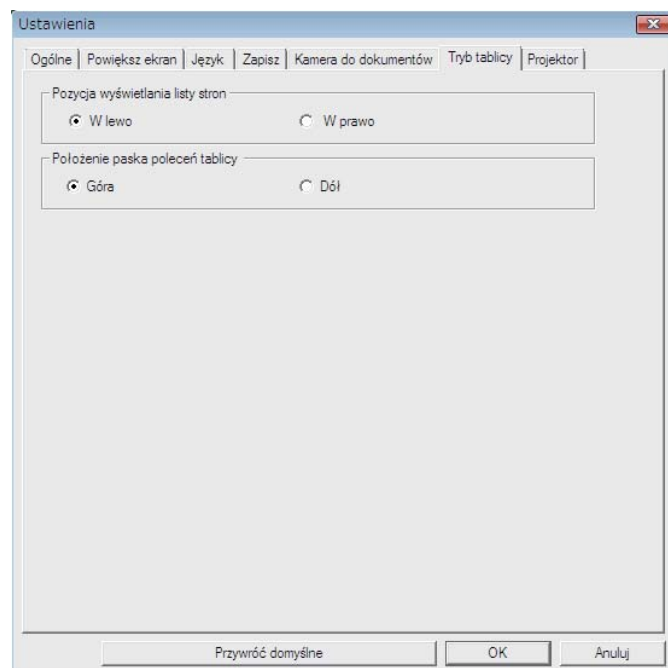 Ustawienia
Ogólne Powiększ ekran Język Zapisz Kamera do dokumentów Tryb tablicy Projektor
Pozycja wyświetlania listy stron
W lewo W prawo
Położenie paska poleceń tablicy
Góra Dół
Przywróć domyślne OK Anuluj